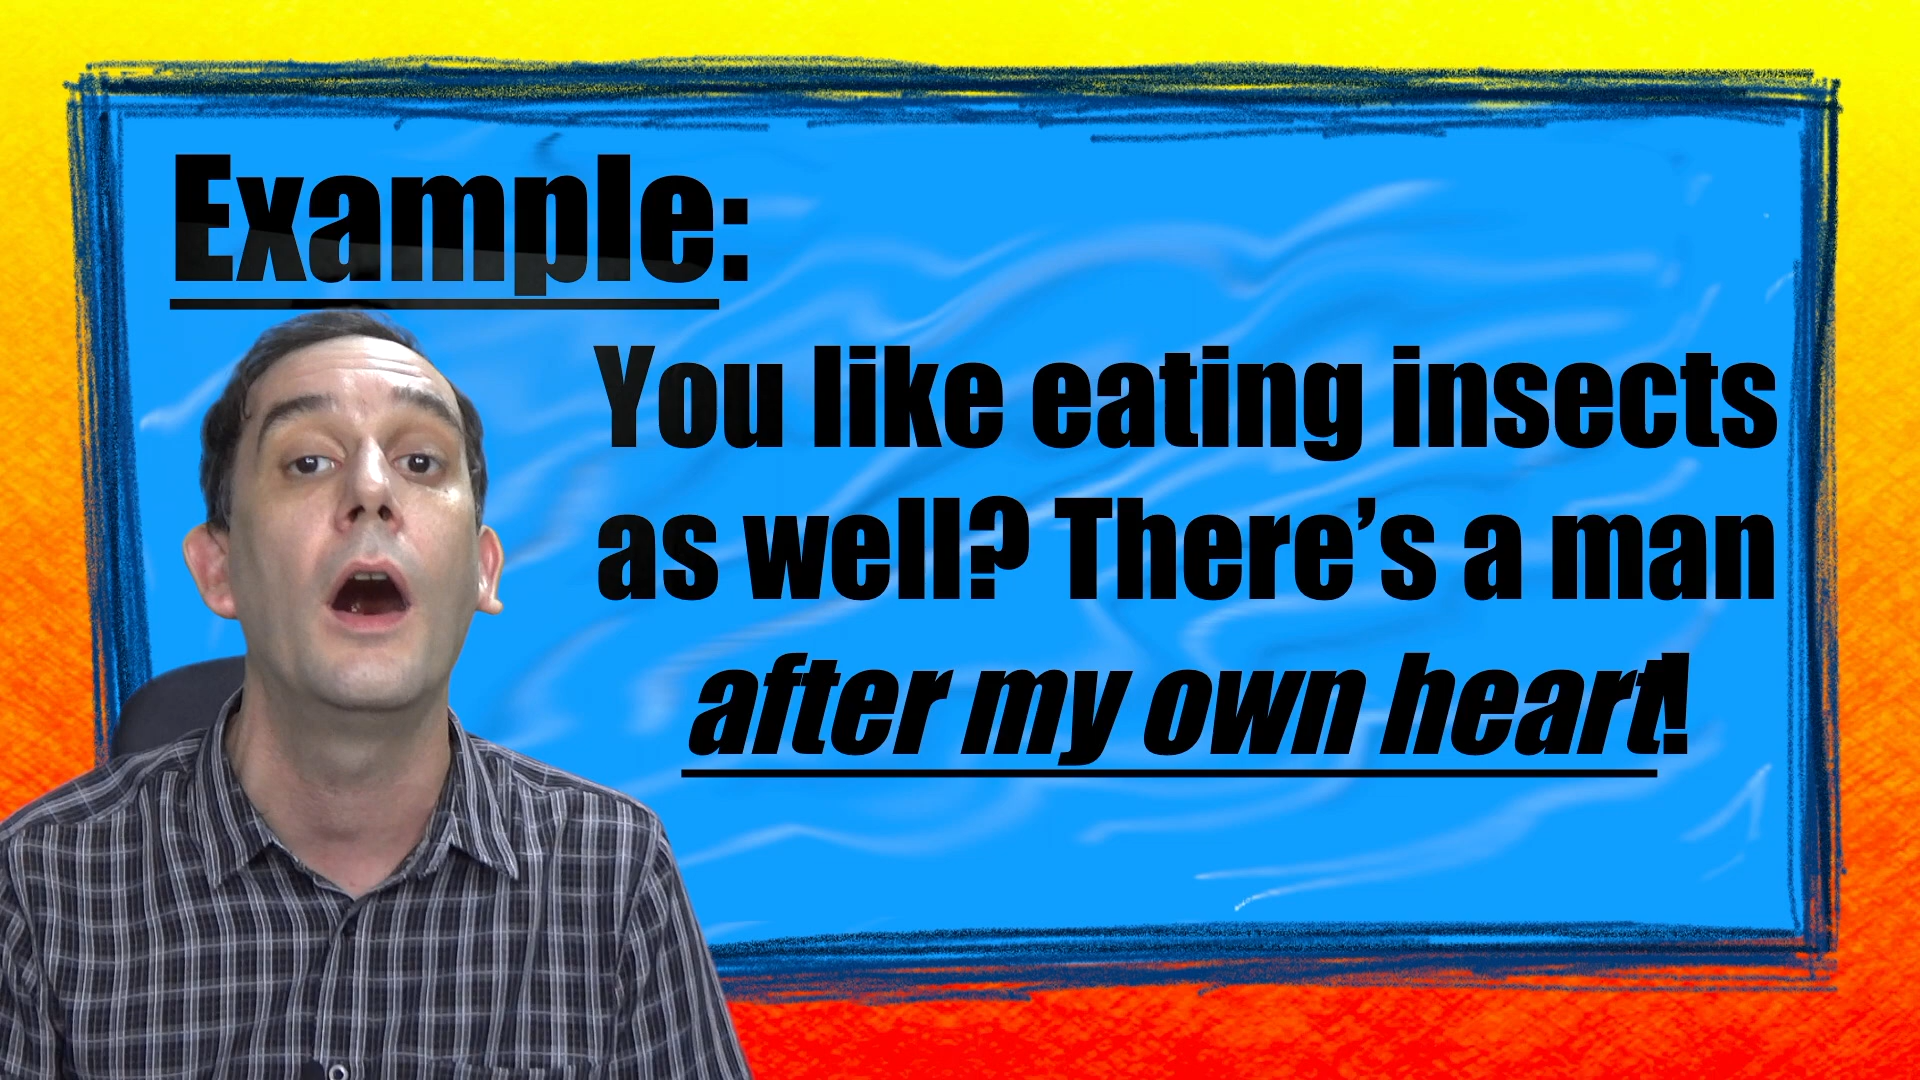 Example:
You like eating insects
as well? There’s a man
after my own heart!